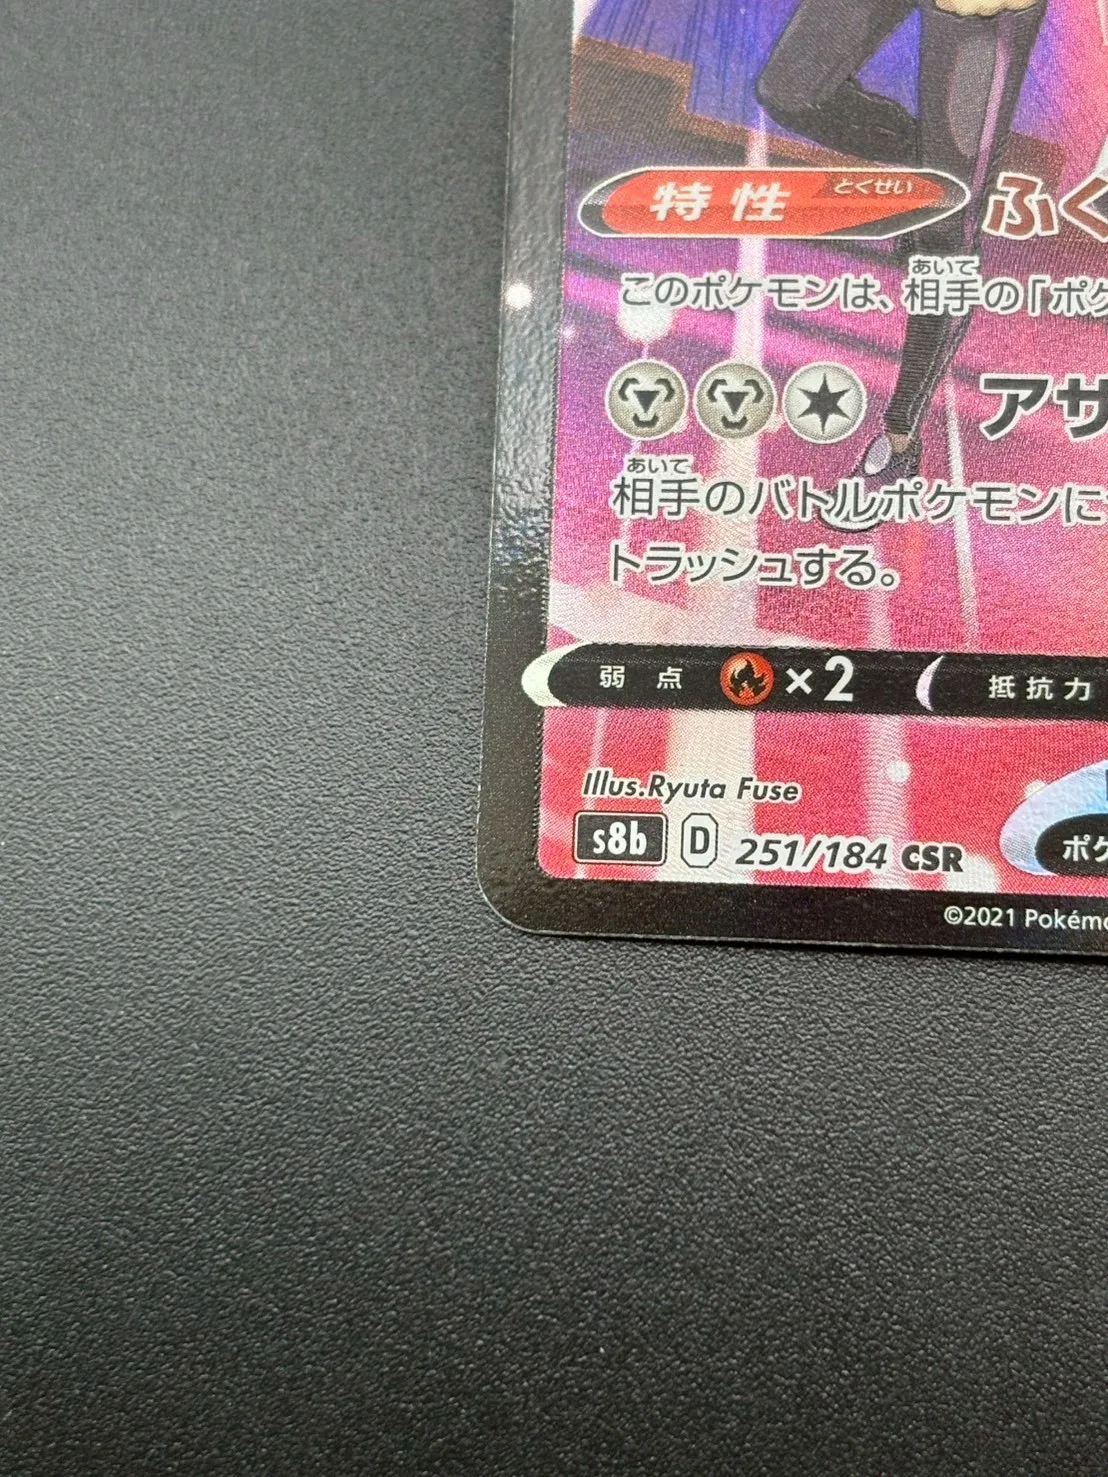 特性 とくせい ふく
このポケモンは、相手の「ポケ
あいて
アサ
あいて
相手のバトルポケモンに
トラッシュする。
弱点 ×2 抵抗力
Illus.Ryuta Fuse
s8b D 251/184 CSR
ポケ
©2021 Pokémo